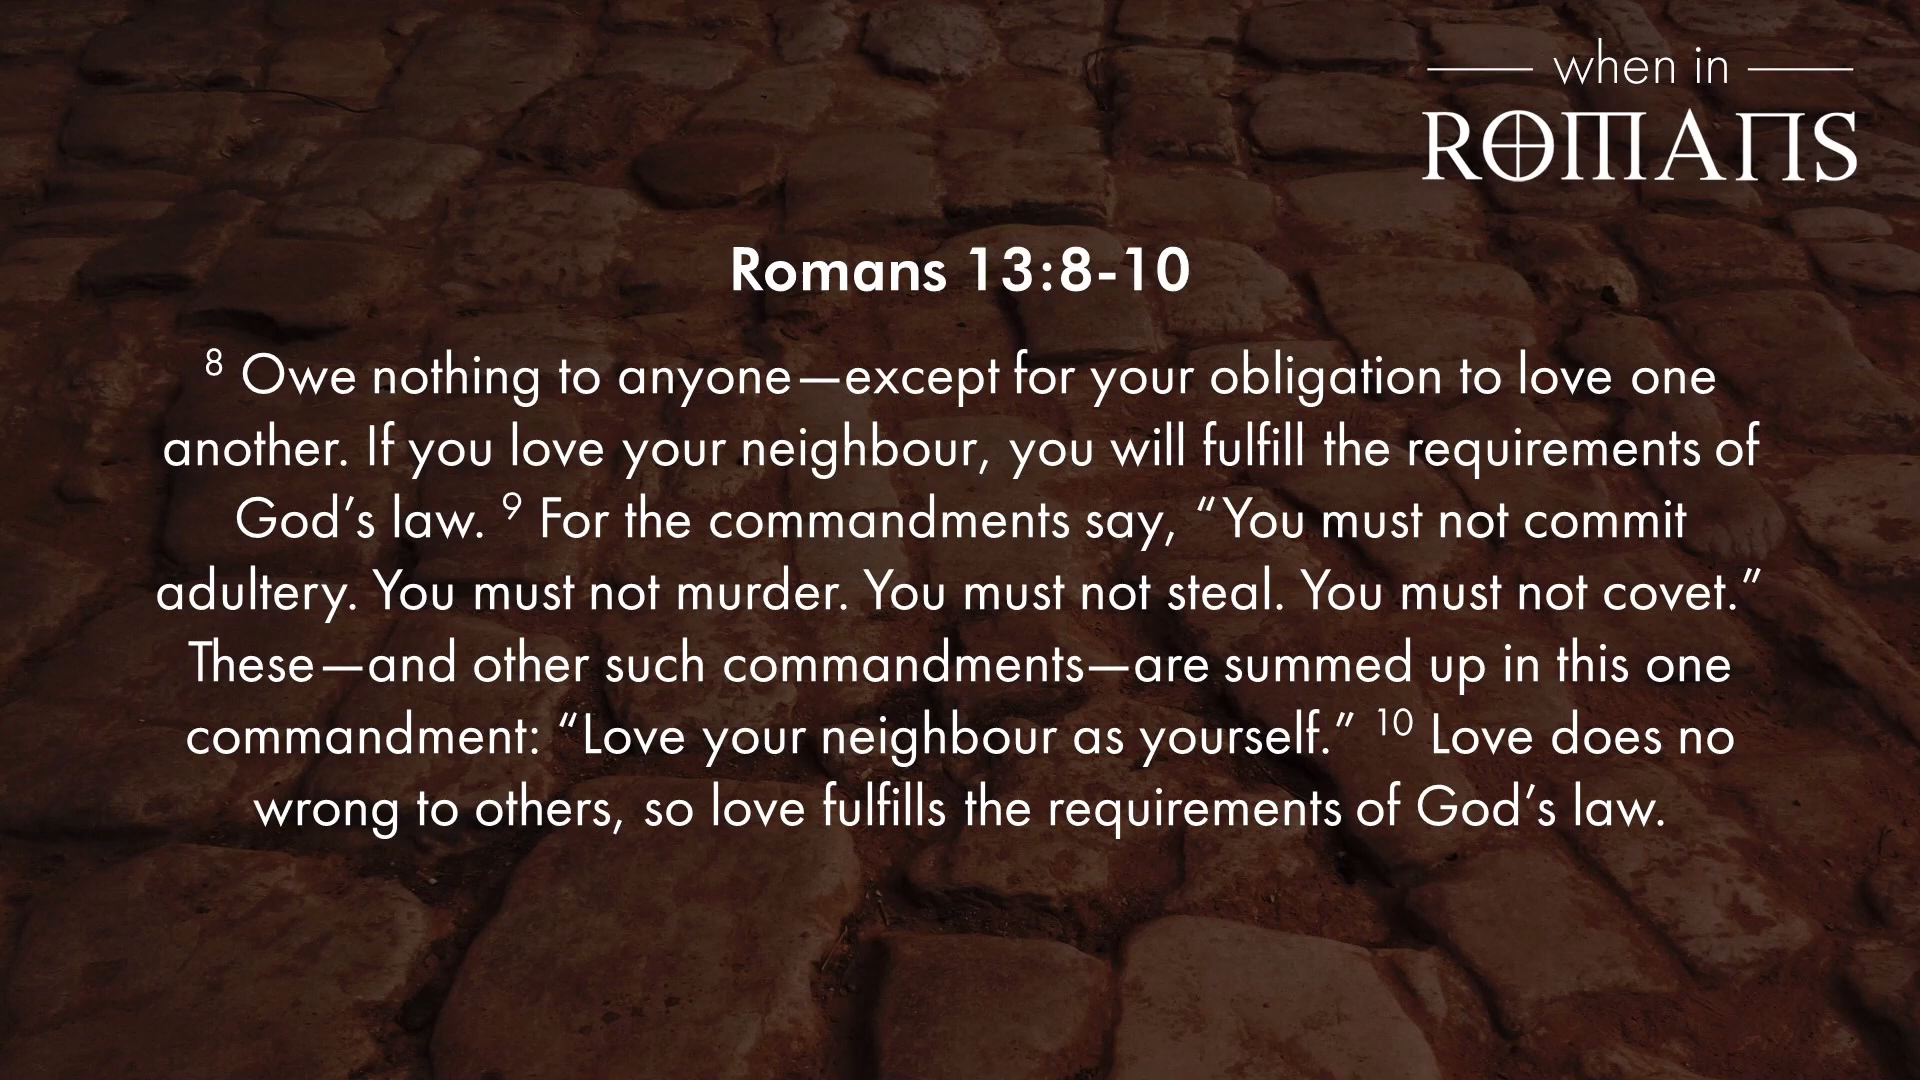 when in
ROMANS
Romans 13:8-10
8 Owe nothing to anyone—except for your obligation to love one
another. If you love your neighbour, you will fulfill the requirements of
God’s law. 9 For the commandments say, “You must not commit
adultery. You must not murder. You must not steal. You must not covet.”
These—and other such commandments—are summed up in this one
commandment: “Love your neighbour as yourself.” 10 Love does no
wrong to others, so love fulfills the requirements of God’s law.